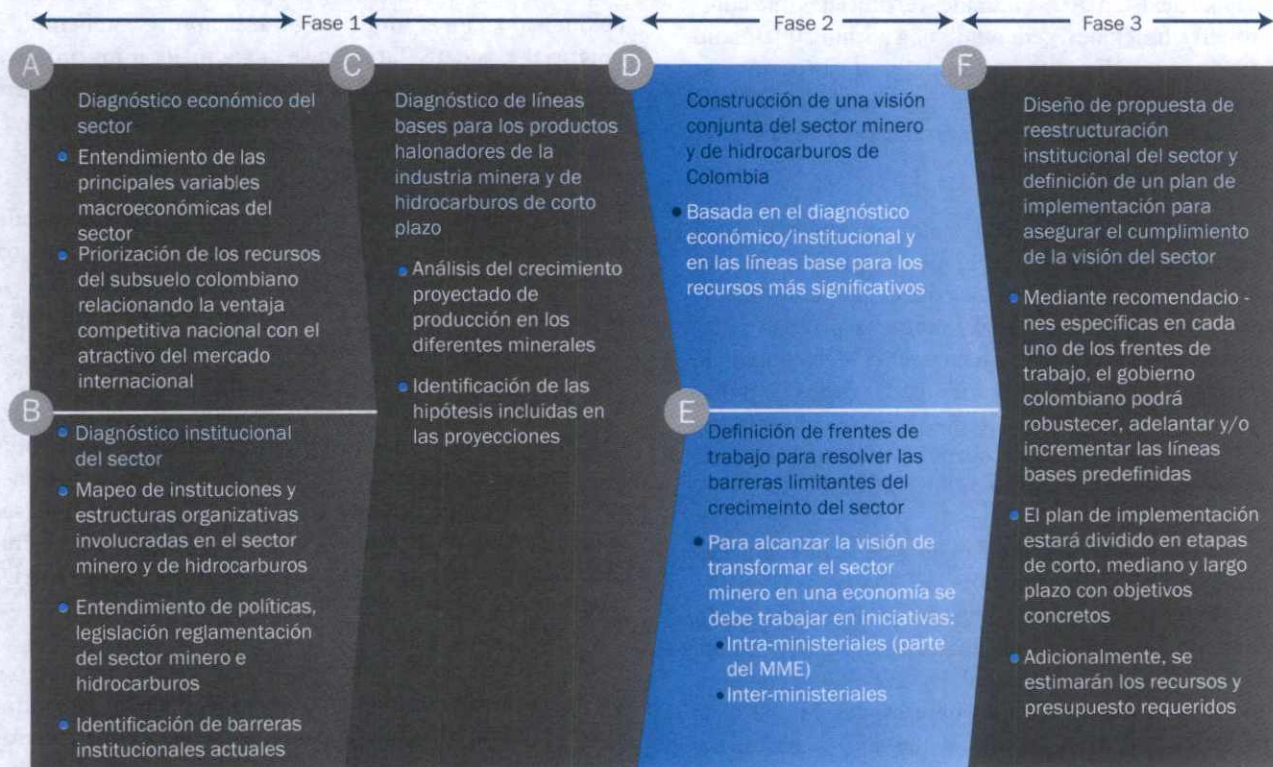 Fase 1
Fase 2
Fase 3
A
Diagnóstico económico del
sector
Entendimiento de las
principales variables
macroeconómicas del
sector
Priorización de los recursos
del subsuelo colombiano
relacionando la ventaja
competitiva nacional con el
atractivo del mercado
internacional
B
Diagnóstico institucional
del sector
Mapeo de instituciones y
estructuras organizativas
involucradas en el sector
minero y de hidrocarburos
Entendimiento de políticas,
legislación reglamentación
del sector minero e
hidrocarburos
Identificación de barreras
institucionales actuales
C
Diagnóstico de líneas
bases para los productos
halonadores de la
industria minera y de
hidrocarburos de corto
plazo
Análisis del crecimiento
proyectado de
producción en los
diferentes minerales
Identificación de las
hipótesis incluidas en
las proyecciones
D
Construcción de una visión
conjunta del sector minero
y de hidrocarburos de
Colombia
Basada en el diagnóstico
económico/institucional y
en las líneas base para los
recursos más significativos
E
Definición de frentes de
trabajo para resolver las
barreras limitantes del
crecimeinto del sector
Para alcanzar la visión de
transformar el sector
minero en una economía se
debe trabajar en iniciativas:
Intra-ministeriales (parte
del MME)
Inter-ministeriales
F
Diseño de propuesta de
reestructuración
institucional del sector y
definición de un plan de
implementación para
asegurar el cumplimiento
de la visión del sector
Mediante recomendacio -
nes específicas en cada
uno de los frentes de
trabajo, el gobierno
colombiano podrá
robustecer, adelantar y/o
incrementar las líneas
bases predefinidas
El plan de implementación
estará dividido en etapas
de corto, mediano y largo
plazo con objetivos
concretos
Adicionalmente, se
estimarán los recursos y
presupuesto requeridos